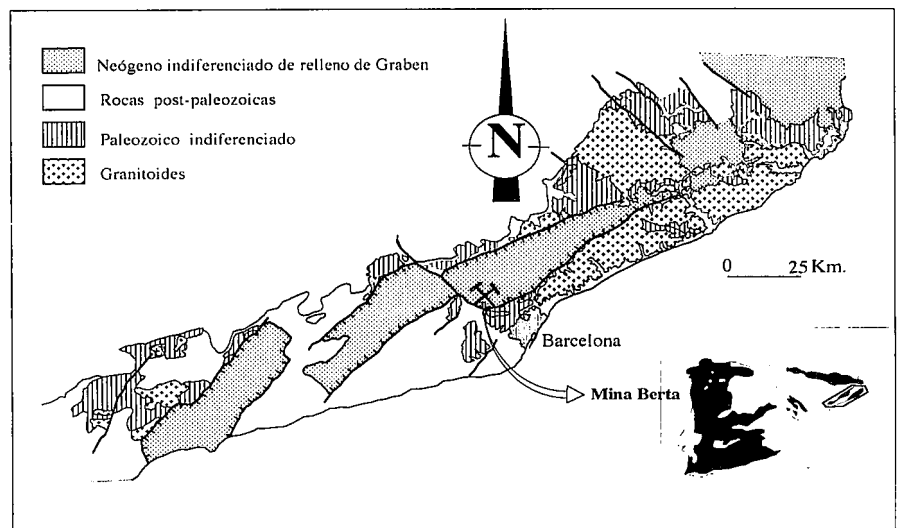 Neógeno indiferenciado de relleno de Graben
Rocas post-paleozoicas
Paleozoico indiferenciado
Granitoides
N
0 25 Km.
Barcelona
Mina Berta